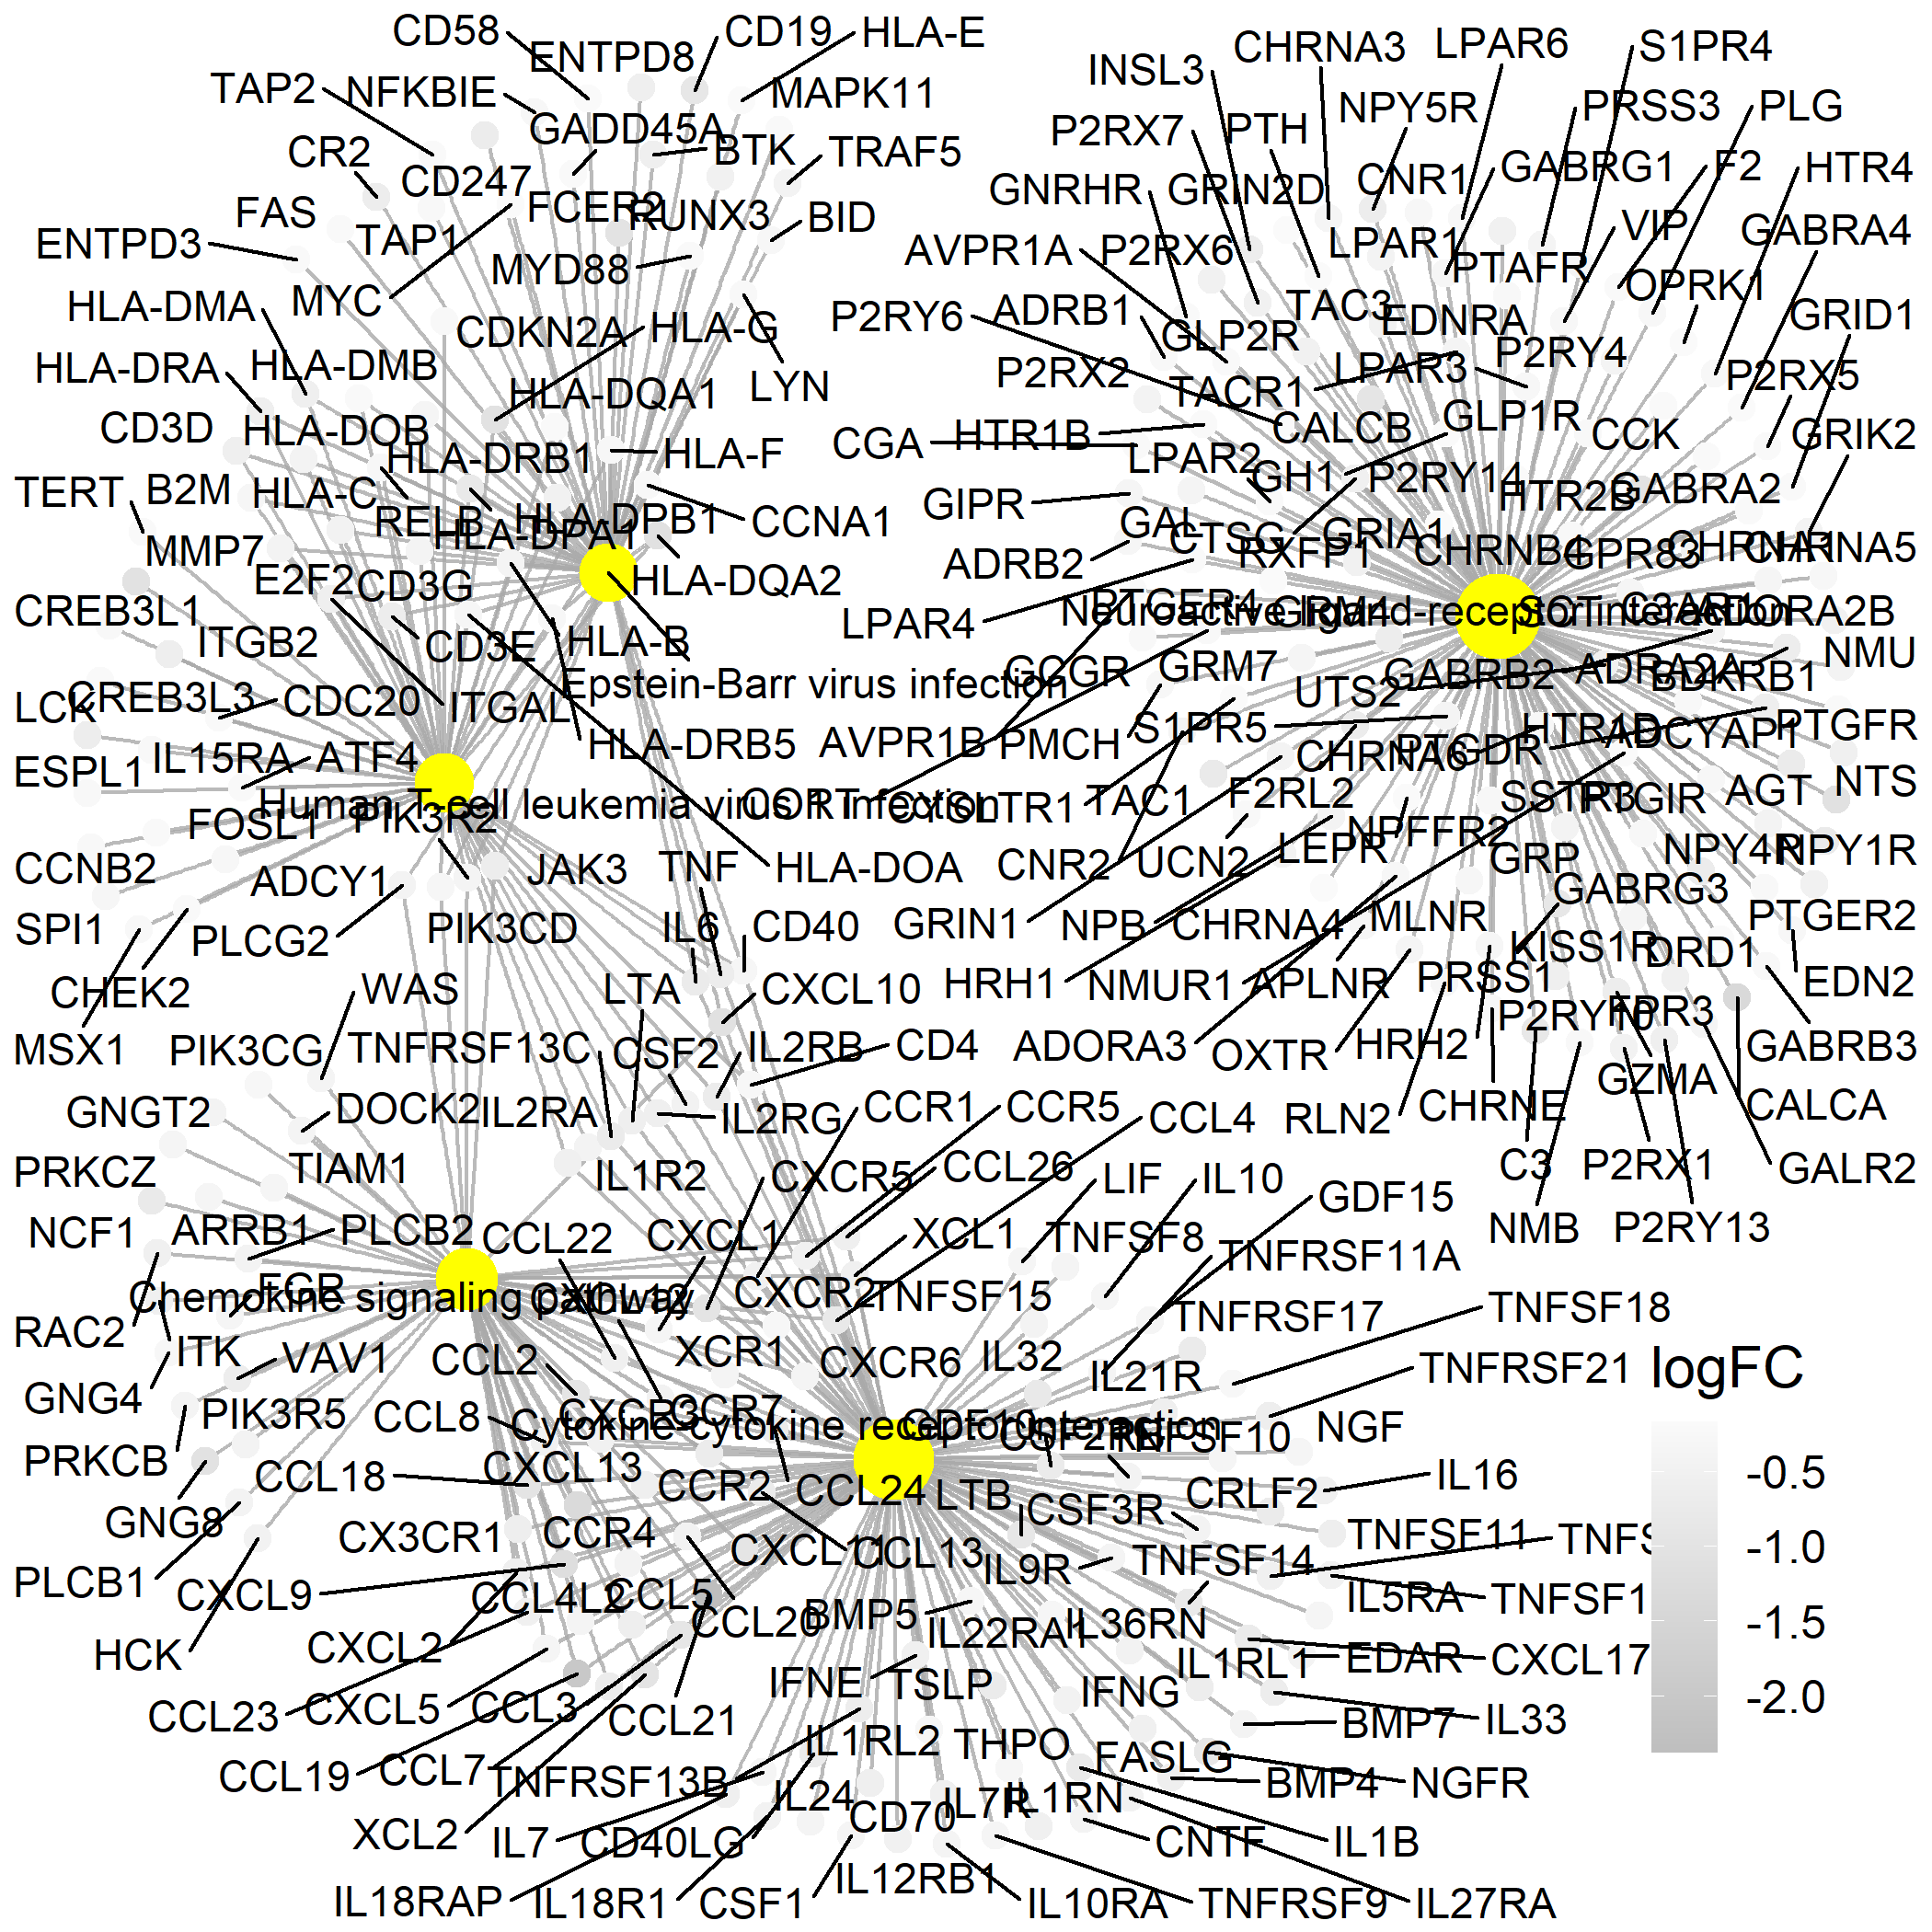 CD58
CD19
HLA-E
ENTPD8
TAP2
NFKBIE
MAPK11
GADD45A
CR2
BTK
TRAF5
CD247
FCER2
RUNX3
BID
FAS
ENTPD3
TAP1
MYD88
HLA-DMA
MYC
CDKN2A
HLA-G
HLA-DRA
HLA-DMB
HLA-DQA1
LYN
CD3D
HLA-DOB
HLA-DRB1
HLA-F
TERT
B2M
HLA-C
RELB
HLA-DPB1
HLA-DPA1
CCNA1
MMP7
E2F2
CD3G
HLA-DQA2
CREB3L1
ITGB2
CD3E
HLA-B
Epstein-Barr virus infection
LCK
CREB3L3
CDC20
ITGAL
HLA-DRB5
ESPL1
IL15RA
ATF4
Human T-cell leukemia virus 1 infection
FOSL1
PIK3R2
CCNB2
ADCY1
JAK3
TNF
HLA-DOA
SPI1
PLCG2
PIK3CD
IL6
CD40
CHEK2
WAS
LTA
CXCL10
MSX1
PIK3CG
TNFRSF13C
CSF2
IL2RB
CD4
GNGT2
DOCK2
IL2RA
IL2RG
CCR1
CCR5
CCL4
CHRNA3
LPAR6
S1PR4
INSL3
NPY5R
PRSS3
PLG
P2RX7
PTH
GNRHR
GRIN2D
CNR1
GABRG1
F2
HTR4
AVPR1A
P2RX6
LPAR1
PTAFR
VIP
GABRA4
P2RY6
ADRB1
TAC3
EDNRA
OPRK1
GRID1
GLP2R
P2RX2
TACR1
LPAR3
P2RY4
P2RX5
CGA
HTR1B
CALCB
GLP1R
CCK
GRIK2
LPAR2
GH1
P2RY14
HTR2B
GABRA2
GIPR
GAL
CTSG
GRIA1
RXFP1
CHRNB4
GPR83
CHRNA1
CHRNA5
ADRB2
LPAR4
PTGER4
GRM4
Neuroactive ligand-receptor interaction
SCT
C3AR1
ADORA2B
GCGR
GRM7
GABRB2
ADRA2A
BDKRB1
NMU
UTS2
AVPR1B
PMCH
S1PR5
CHRNA6
PTGDR
HTR1D
ADCYAP1
PTGFR
CORT
CYSLTR1
TAC1
F2RL2
SSTR3
PTGIR
AGT
NTS
CNR2
UCN2
LEPR
NPFFR2
GRP
NPY4R
NPY1R
GRIN1
NPB
CHRNA4
MLNR
GABRG3
PTGER2
HRH1
NMUR1
APLNR
PRSS1
KISS1R
DRD1
EDN2
ADORA3
OXTR
HRH2
P2RY10
FPR3
GABRB3
RLN2
CHRNE
GZMA
CALCA
C3
P2RX1
GALR2
NMB
P2RY13
PRKCZ
TIAM1
IL1R2
CXCR5
CCL26
LIF
IL10
GDF15
NCF1
ARRB1
PLCB2
CCL22
CXCL1
XCL1
TNFSF8
TNFRSF11A
FGR
Chemokine signaling pathway
CXCL12
CXCR2
TNFSF15
TNFRSF17
TNFSF18
RAC2
ITK
VAV1
CCL2
XCR1
CXCR6
IL32
IL21R
TNFRSF21
GNG4
PIK3R5
CCL8
CXCR3
CCR7
Cytokine-cytokine receptor interaction
GDF10
CSF2RB
TNFSF10
NGF
PRKCB
CCL18
CXCL13
CCR2
CCL24
LTB
CSF3R
CRLF2
IL16
GNG8
CX3CR1
CCR4
CXCL11
CCL13
IL9R
TNFSF14
TNFSF11
PLCB1
CXCL9
CCL4L2
CCL5
CCL20
BMP5
IL22RA1
IL36RN
IL5RA
TNFSF1
HCK
CXCL2
IL1RL1
EDAR
CXCL17
CCL23
CXCL5
CCL3
CCL21
IFNE
TSLP
IFNG
BMP7
IL33
CCL19
CCL7
TNFRSF13B
IL1RL2
THPO
FASLG
BMP4
NGFR
XCL2
IL7
CD40LG
IL24
CD70
IL7R
IL1RN
CNTF
IL1B
IL18RAP
IL18R1
CSF1
IL12RB1
IL10RA
TNFRSF9
IL27RA
logFC
-0.5
-1.0
-1.5
-2.0